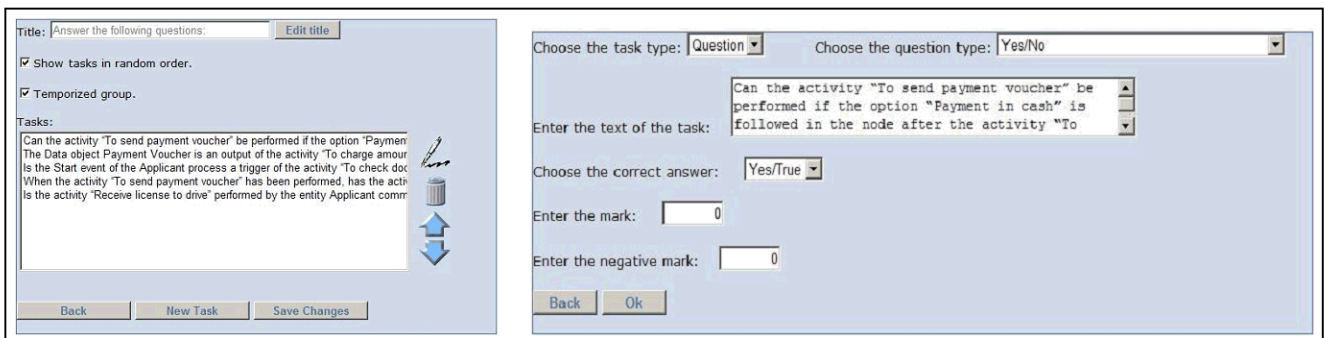 Title: Answer the following questions: Edit title
Show tasks in random order.
Temporized group.
Tasks:
Can the activity "To send payment voucher" be performed if the option "Paymen
The Data object Payment Voucher is an output of the activity "To charge amour
Is the Start event of the Applicant process a trigger of the activity "To check doc
When the activity "To send payment voucher" has been performed, has the activ
Is the activity "Receive license to drive" performed by the entity Applicant comm
Back New Task Save Changes
Choose the task type: Question Choose the question type: Yes/No
Can the activity "To send payment voucher" be
performed if the option "Payment in cash" is
Enter the text of the task: followed in the node after the activity "To
Choose the correct answer: Yes/True
Enter the mark: 0
Enter the negative mark: 0
Back Ok